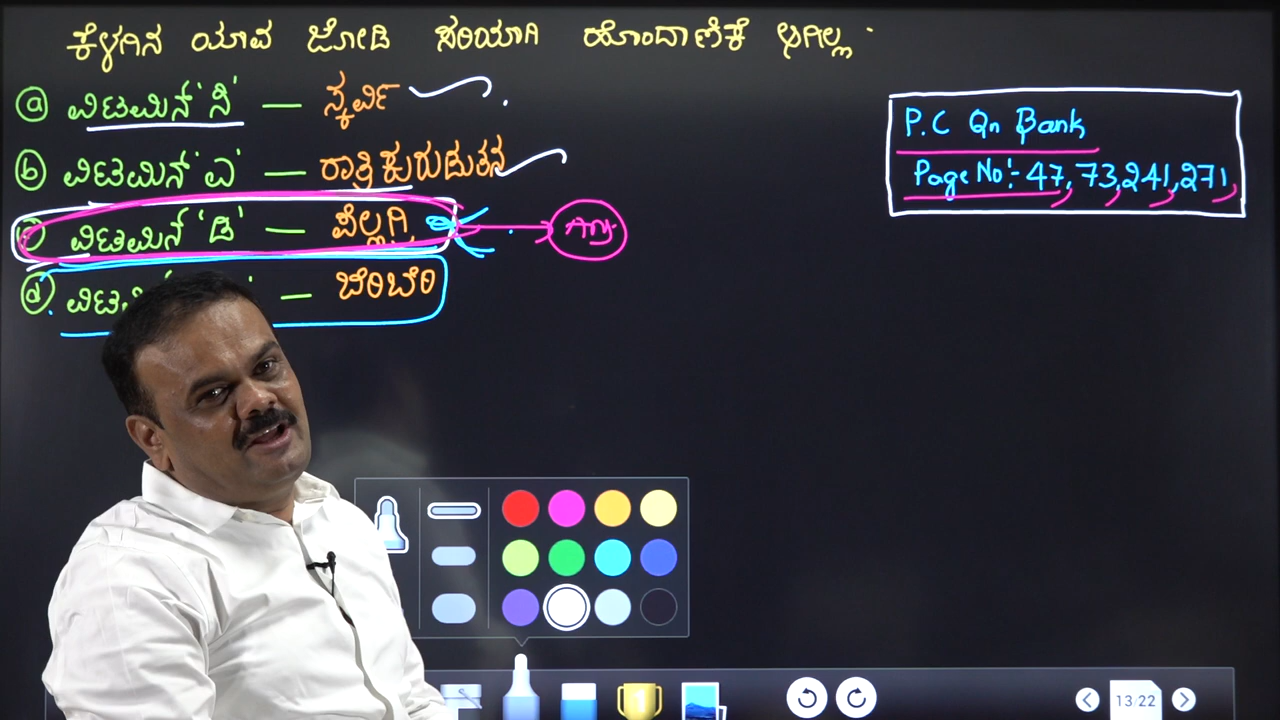 ಕೆಳಗಿನ ಯಾವ ಜೋಡಿ ಸರಿಯಾಗಿ ಹೊಂದಾಣಿಕೆ ಆಗಿಲ್ಲ.
ⓐ ವಿಟಮಿನ್ 'ಸಿ' — ಸ್ಕರ್ವಿ
ⓑ ವಿಟಮಿನ್ 'ಎ' — ರಾತ್ರಿ ಕುರುಡುತನ
ವಿಟಮಿನ್ 'ಡಿ' — ಪೆಲ್ಲಗ್ರಿ Ans
ⓓ — ಬೆರಿಬೆರಿ
P.C Qn Bank
Page No:- 47, 73, 241, 271,
13/22